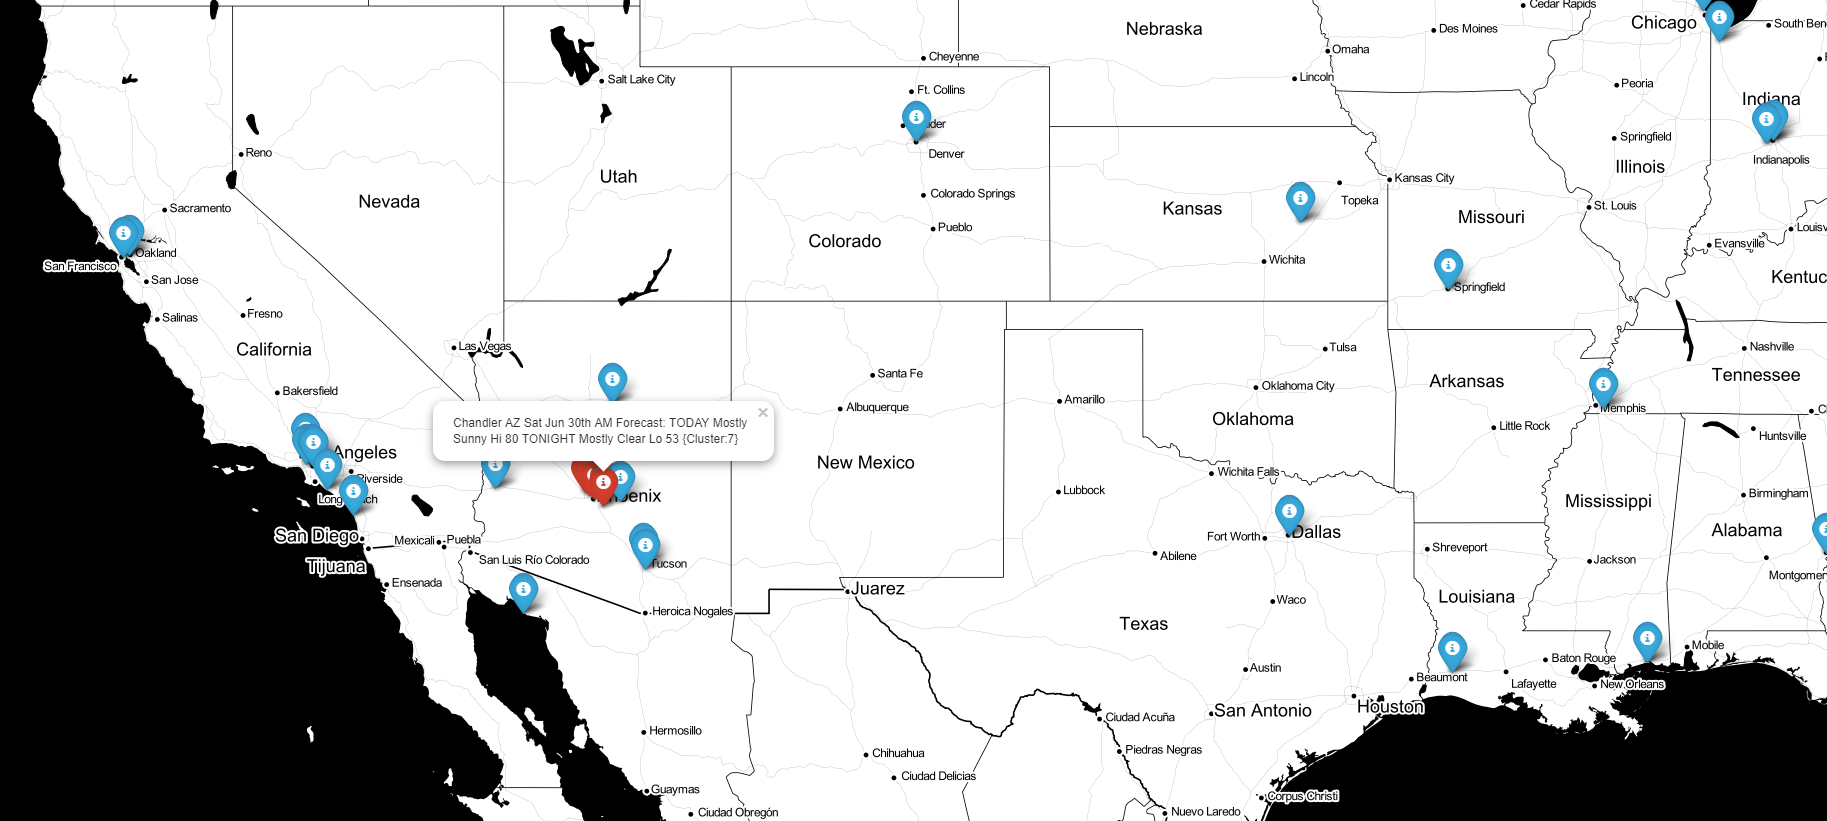 Cedar Rapids
Nebraska
Des Moines
Chicago
South Ben
Omaha
Cheyenne
Salt Lake City
Lincoln
Peoria
Ft. Collins
Indiana
der
Springfield
Reno
Denver
Indianapolis
Utah
Illinois
Kansas City
Nevada
Colorado Springs
Kansas
Topeka
St. Louis
Sacramento
Missouri
Pueblo
Louisv
Colorado
Evansville
Oakland
San Francisco
Wichita
San Jose
Kentuc
Springfield
Salinas
Fresno
California
Las Vegas
Tulsa
Nashville
Santa Fe
Tennessee
Arkansas
Oklahoma City
Bakersfield
Amarillo
Albuquerque
Memphis
Oklahoma
Little Rock
Huntsville
Chandler AZ Sat Jun 30th AM Forecast: TODAY Mostly
Sunny Hi 80 TONIGHT Mostly Clear Lo 53 {Cluster:7}
×
Angeles
New Mexico
Wichita Falls
Riverside
Lubbock
Birmingham
enix
Long
ch
Mississippi
Alabama
Dallas
San Diego
Fort Worth
Mexicali
Puebla
Shreveport
Abilene
San Luis Río Colorado
Jackson
Tucson
Tijuana
Montgomer
Ensenada
Juarez
Louisiana
Waco
Heroica Nogales
Texas
Mobile
Baton Rouge
Austin
Beaumont
Lafayette
New Orleans
Houston
San Antonio
Ciudad Acuña
Hermosillo
Piedras Negras
Chihuahua
Ciudad Delicias
Guaymas
Corpus Christi
Ciudad Obregón
Nuevo Laredo